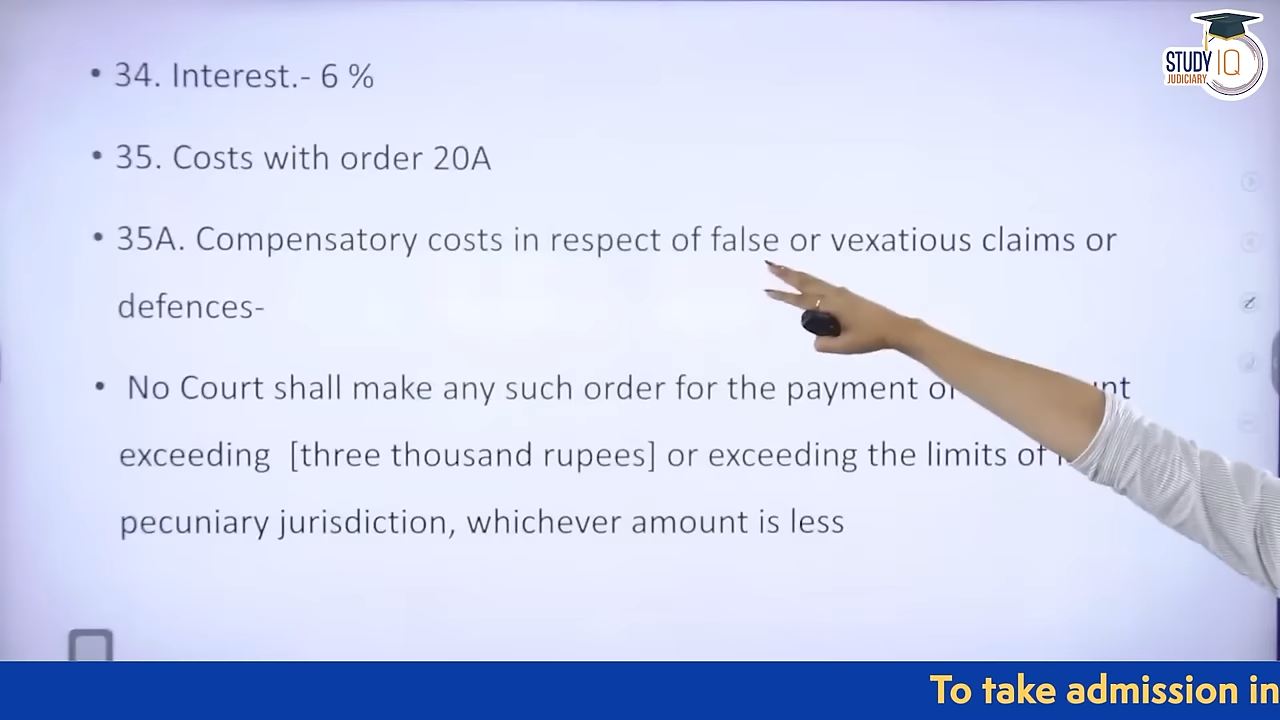 • 34. Interest.- 6 %
• 35. Costs with order 20A
• 35A. Compensatory costs in respect of false or vexatious claims or
defences-
• No Court shall make any such order for the payment
exceeding [three thousand rupees] or exceeding the limits of
pecuniary jurisdiction, whichever amount is less
STUDY IQ
JUDICIARY
To take admission in